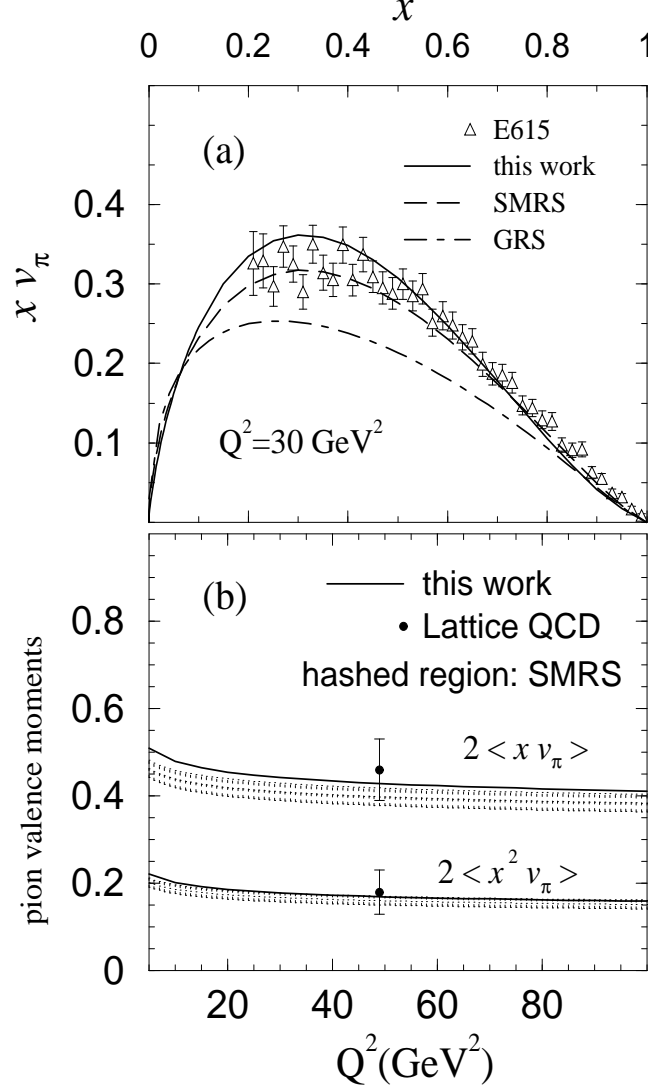 x
0 0.2 0.4 0.6 0.8 1
(a)
E615
this work
SMRS
GRS
0.4
0.3
0.2
0.1
x v_π
Q²=30 GeV²
(b)
this work
Lattice QCD
hashed region: SMRS
0.8
0.6
0.4
0.2
0
pion valence moments
2 < x v_π >
2 < x² v_π >
20 40 60 80 100
Q²(GeV²)